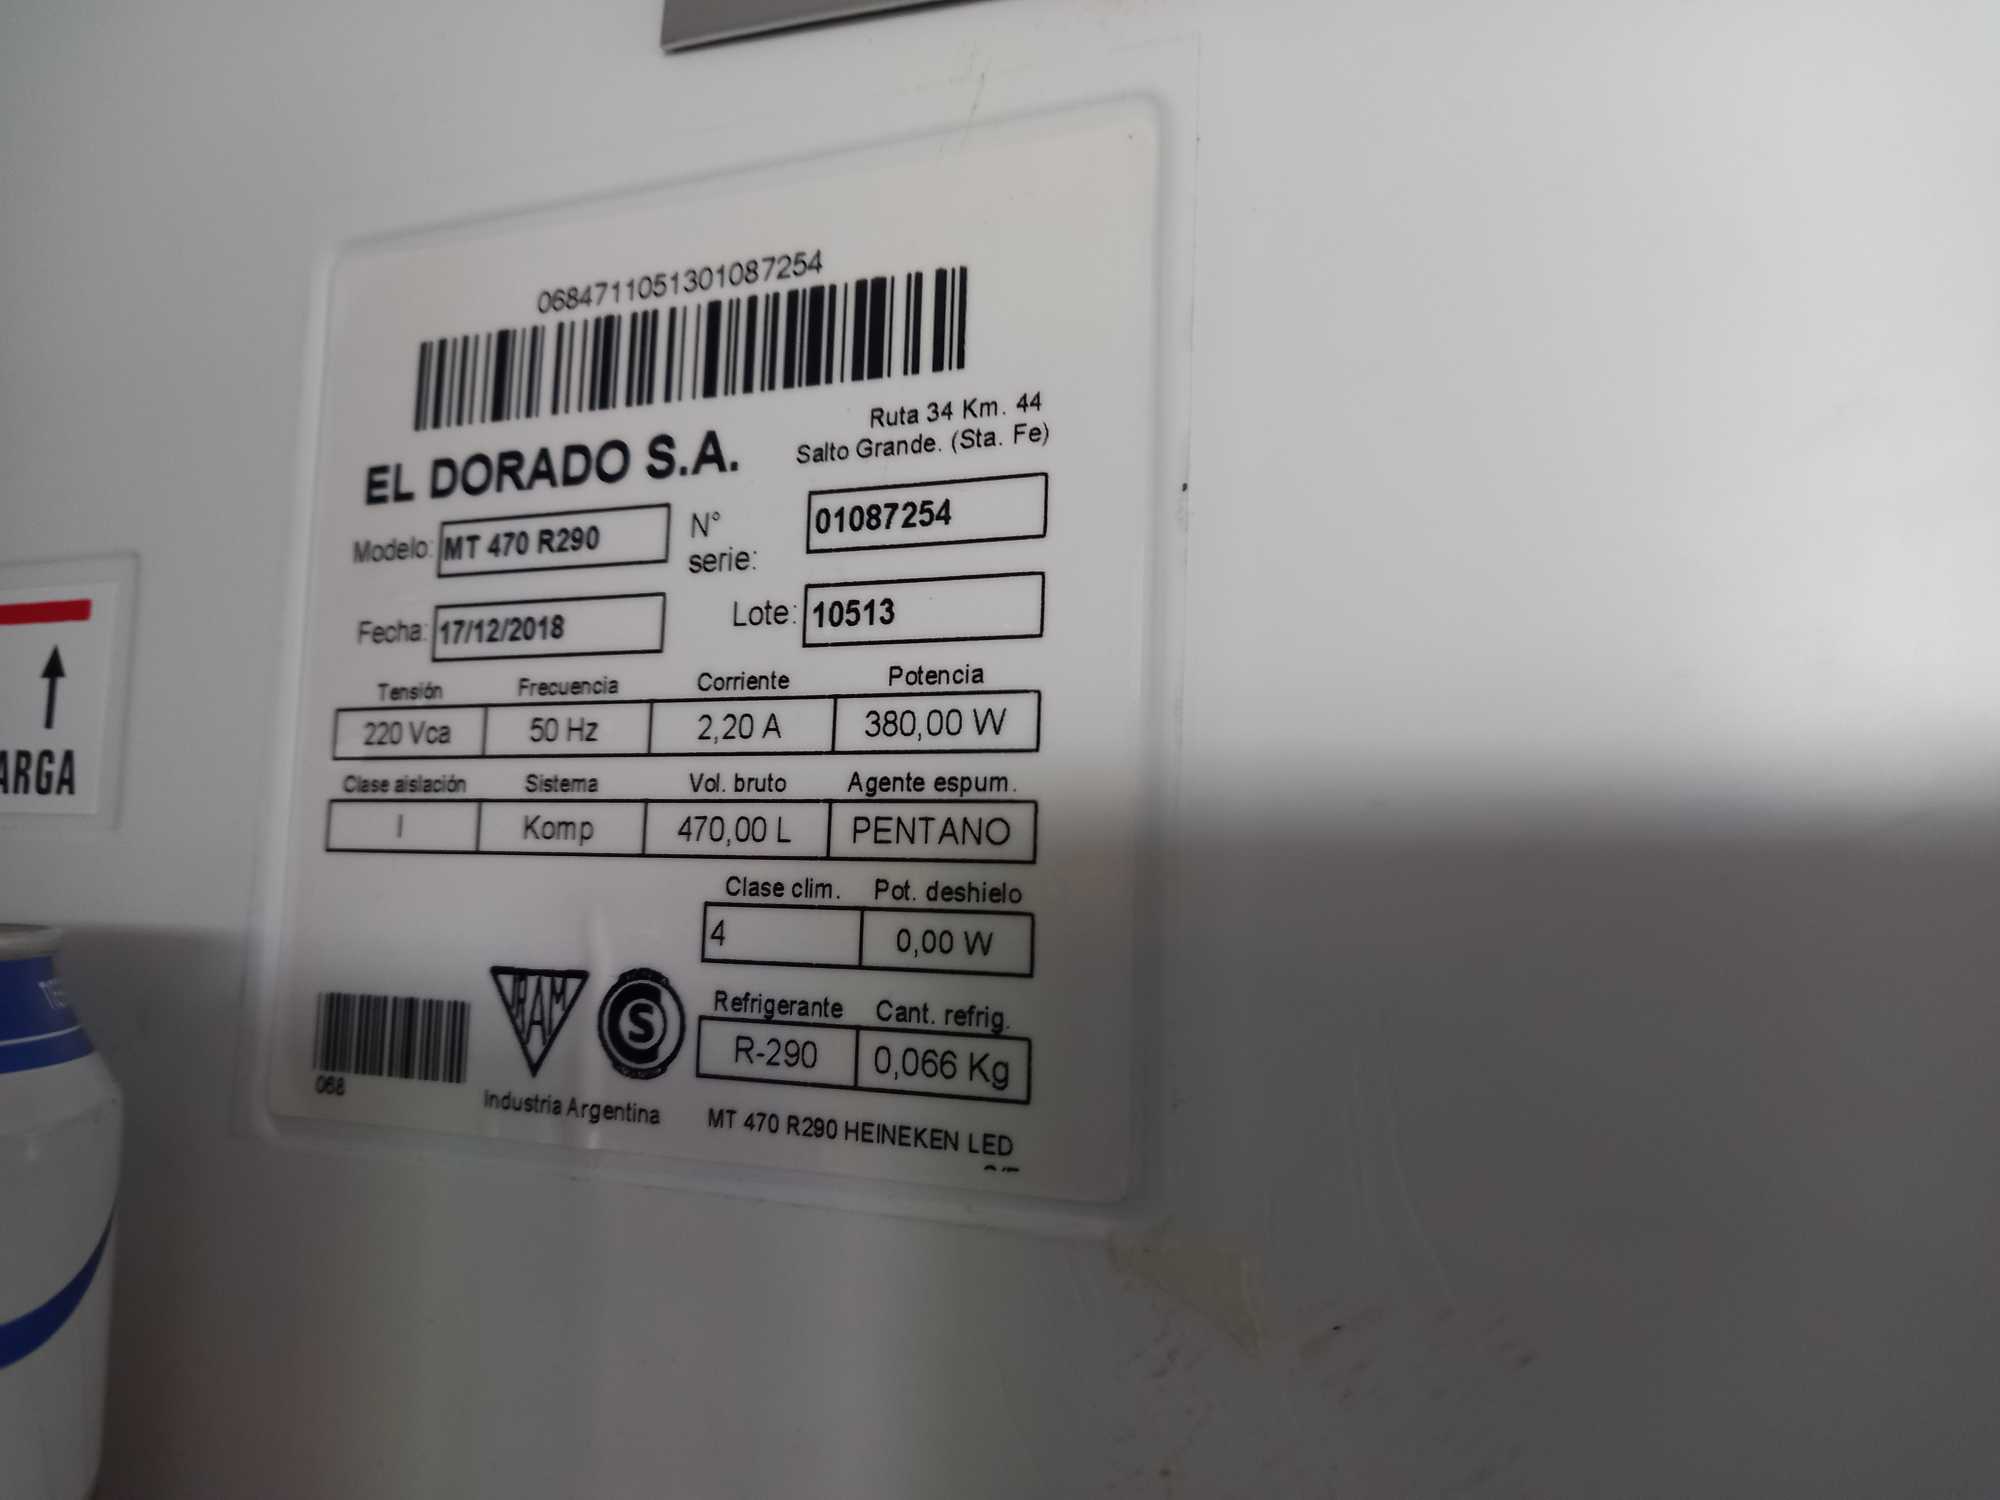 0684711051301087254
EL DORADO S.A.
Ruta 34 Km. 44
Salto Grande. (Sta. Fe)
Modelo: MT 470 R290
N° serie: 01087254
Fecha: 17/12/2018
Lote: 10513
Tensión Frecuencia Corriente Potencia
220 Vca 50 Hz 2,20 A 380,00 W
Clase aislación Sistema Vol. bruto Agente espum.
I Komp 470,00 L PENTANO
Clase clim. Pot. deshielo
4 0,00 W
Refrigerante Cant. refrig.
R-290 0,066 Kg
IRAM
S
068
Industria Argentina
MT 470 R290 HEINEKEN LED
ARGA